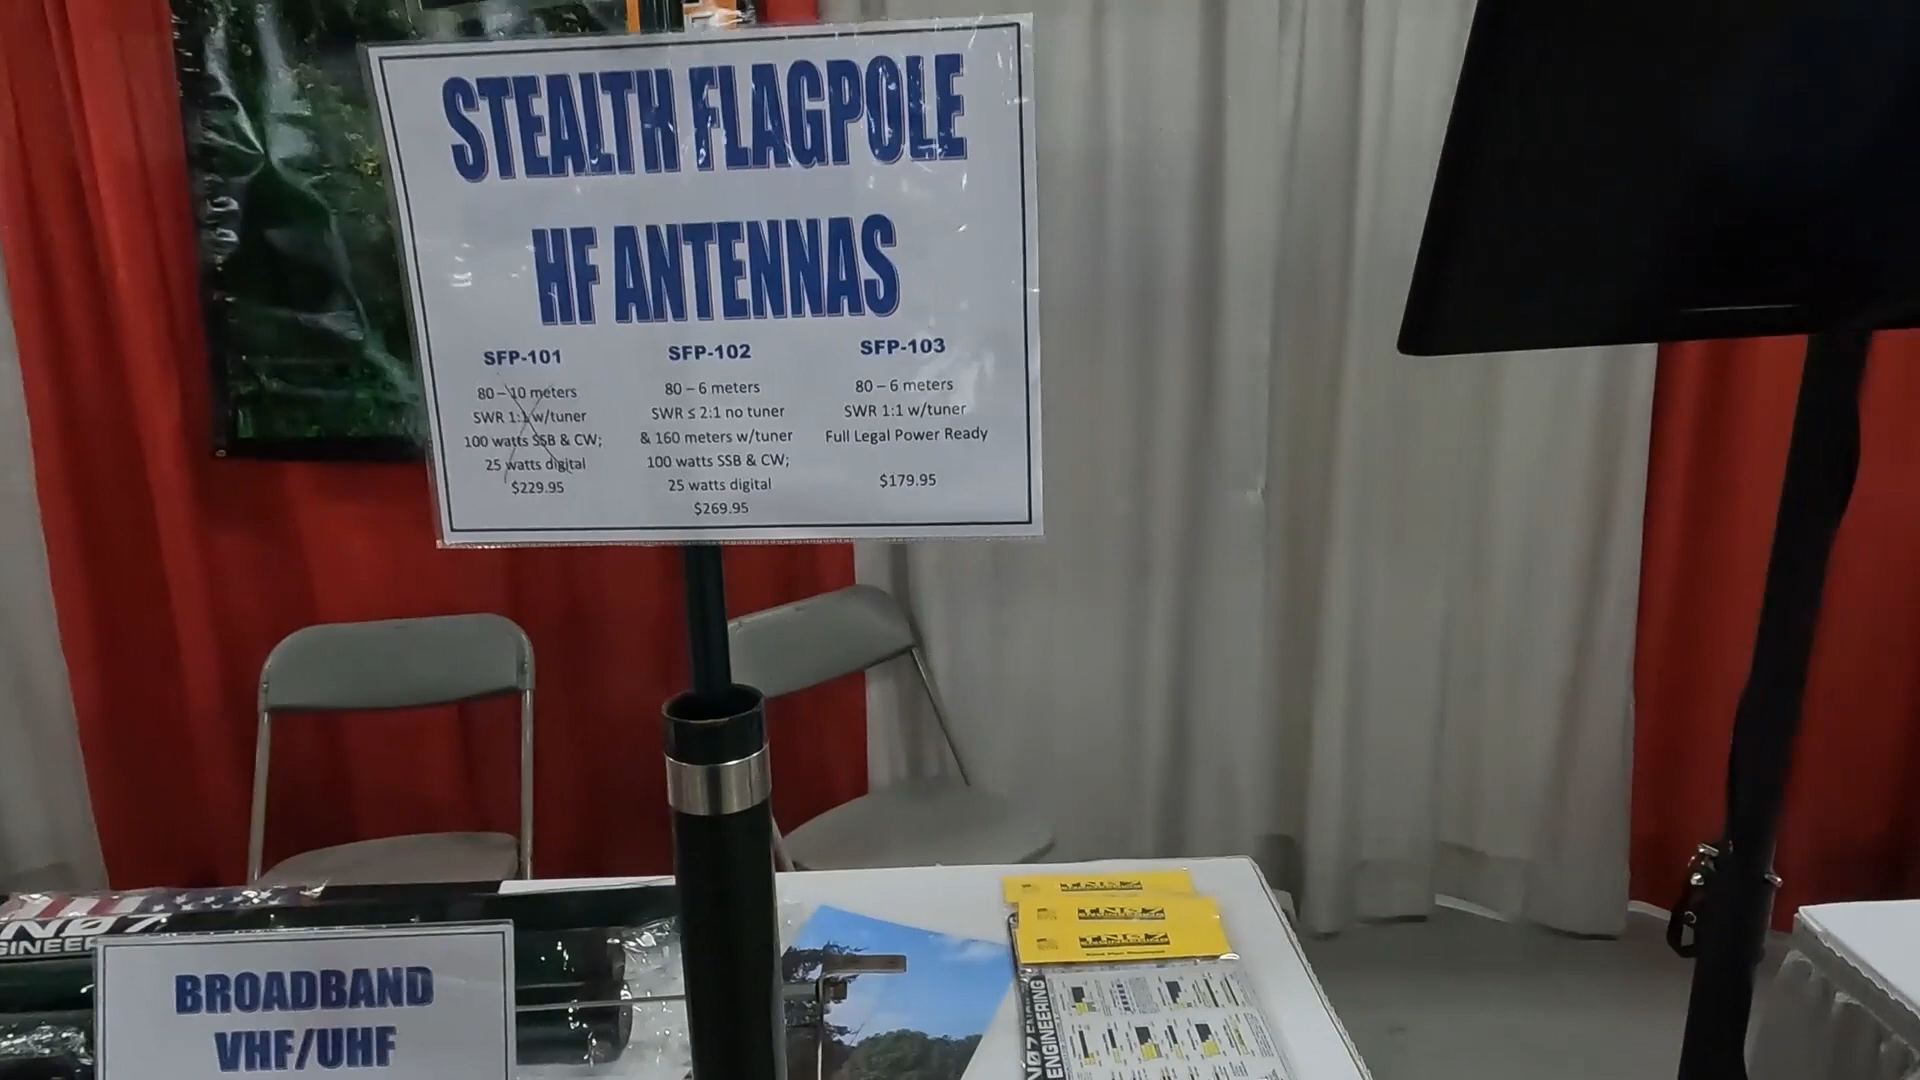 STEALTH FLAGPOLE
HF ANTENNAS
SFP-101
80 – 10 meters
SWR 1:1 w/tuner
100 watts SSB & CW;
25 watts digital
$229.95
SFP-102
80 – 6 meters
SWR ≤ 2:1 no tuner
& 160 meters w/tuner
100 watts SSB & CW;
25 watts digital
$269.95
SFP-103
80 – 6 meters
SWR 1:1 w/tuner
Full Legal Power Ready
$179.95
BROADBAND
VHF/UHF
TN07
ENGINEERING
ENGINEERING